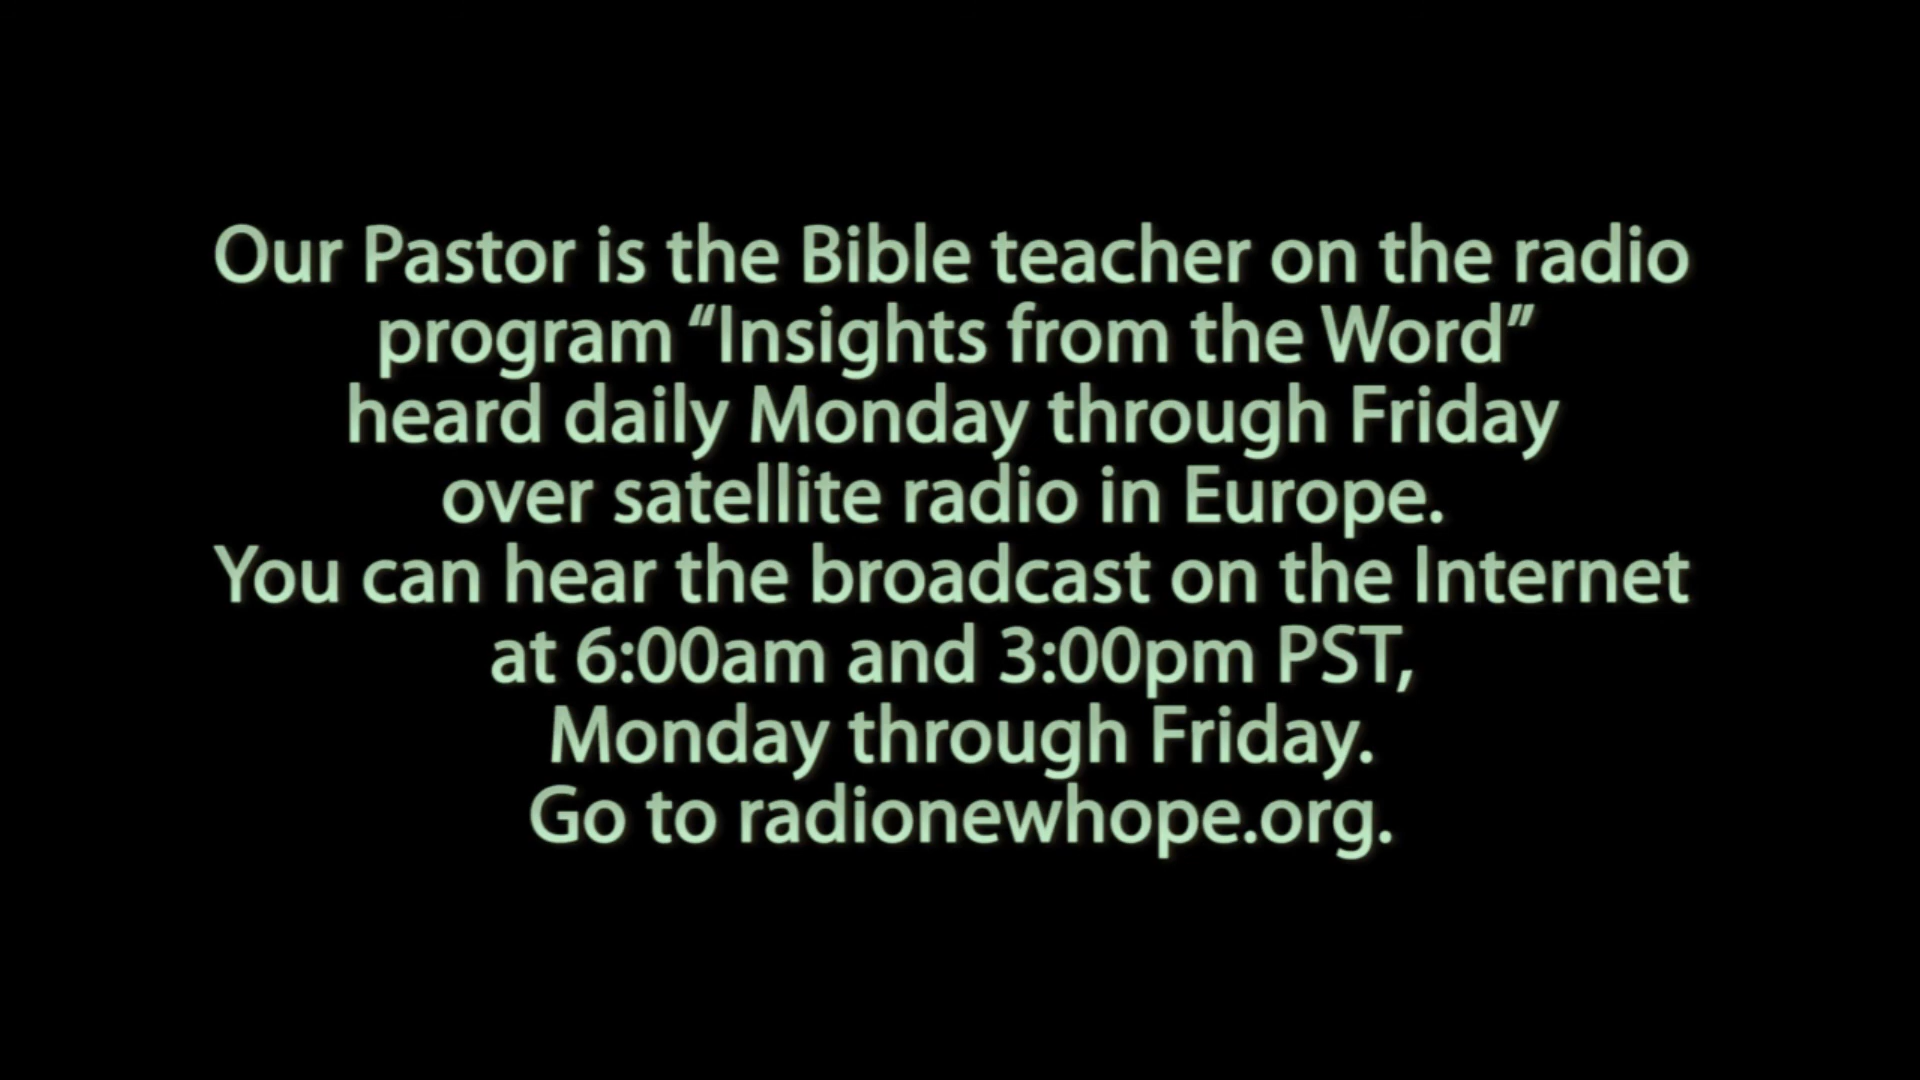 Our Pastor is the Bible teacher on the radio
program “Insights from the Word”
heard daily Monday through Friday
over satellite radio in Europe.
You can hear the broadcast on the Internet
at 6:00am and 3:00pm PST,
Monday through Friday.
Go to radionewhope.org.